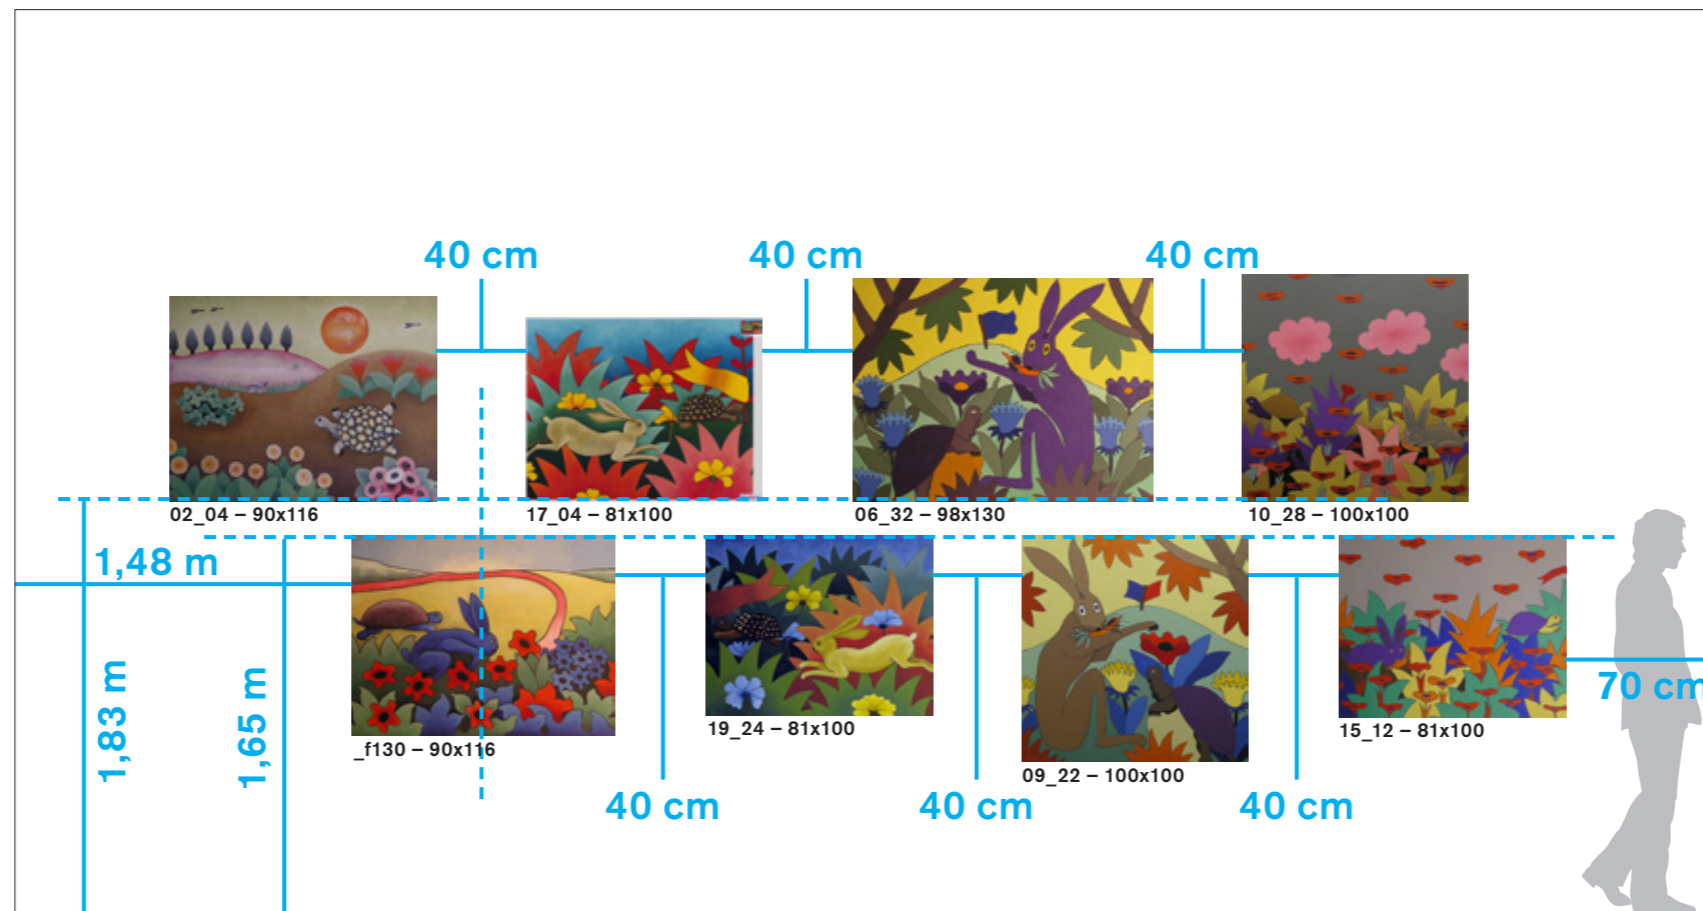 40 cm
40 cm
40 cm
02_04 – 90x116
17_04 – 81x100
06_32 – 98x130
10_28 – 100x100
1,48 m
1,83 m
1,65 m
_f130 – 90x116
19_24 – 81x100
09_22 – 100x100
15_12 – 81x100
70 cm
40 cm
40 cm
40 cm